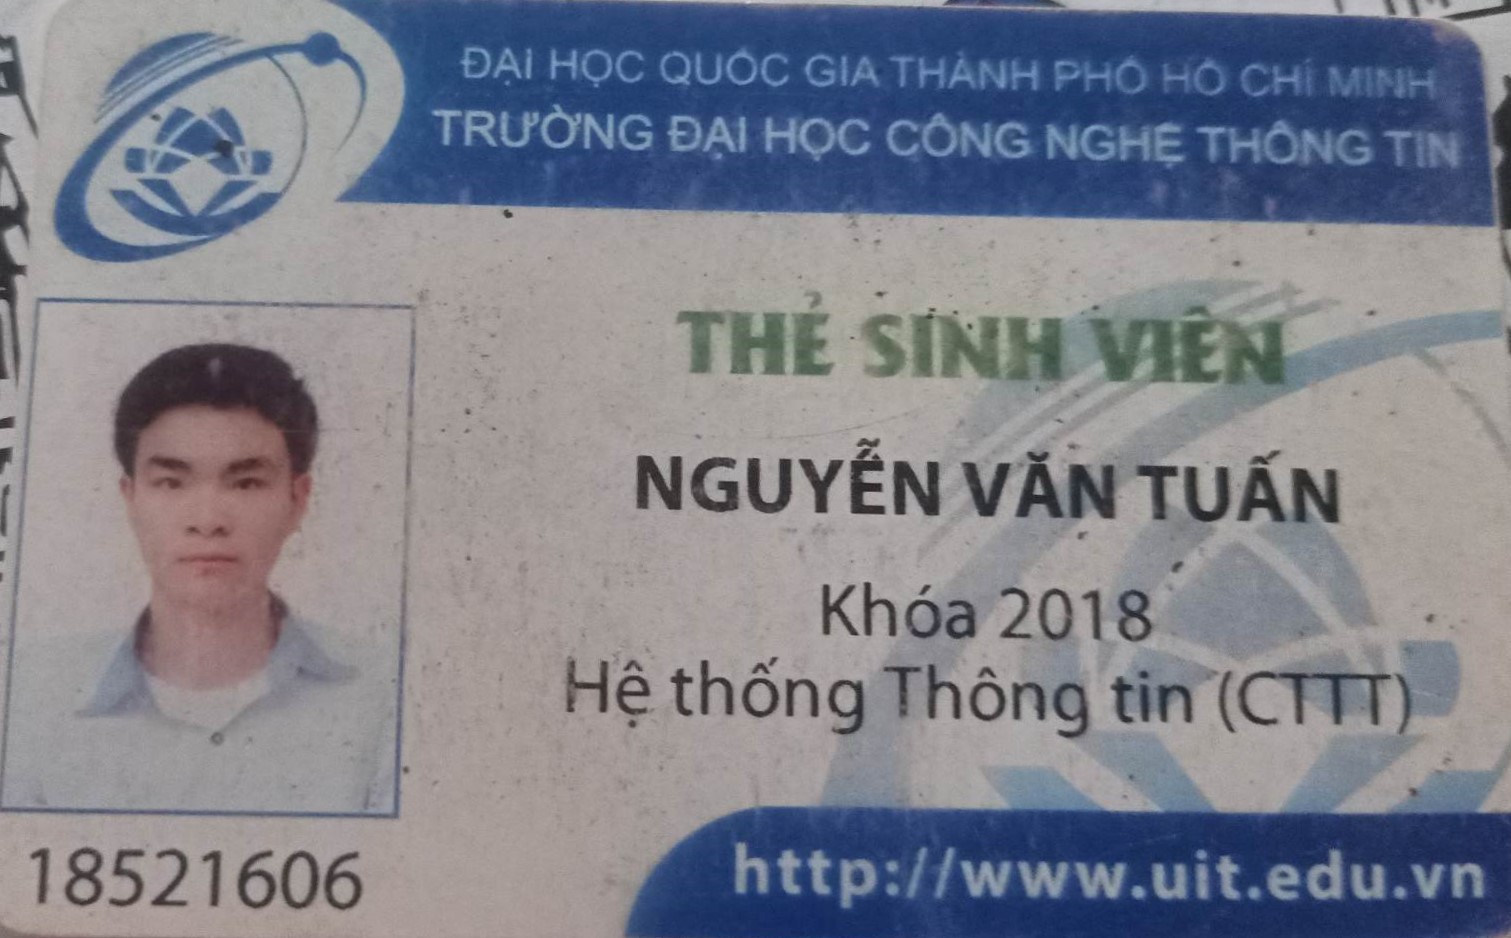 ĐẠI HỌC QUỐC GIA THÀNH PHỐ HỒ CHÍ MINH
TRƯỜNG ĐẠI HỌC CÔNG NGHỆ THÔNG TIN
THẺ SINH VIÊN
NGUYỄN VĂN TUẤN
Khóa 2018
Hệ thống Thông tin (CTTT)
18521606
http://www.uit.edu.vn